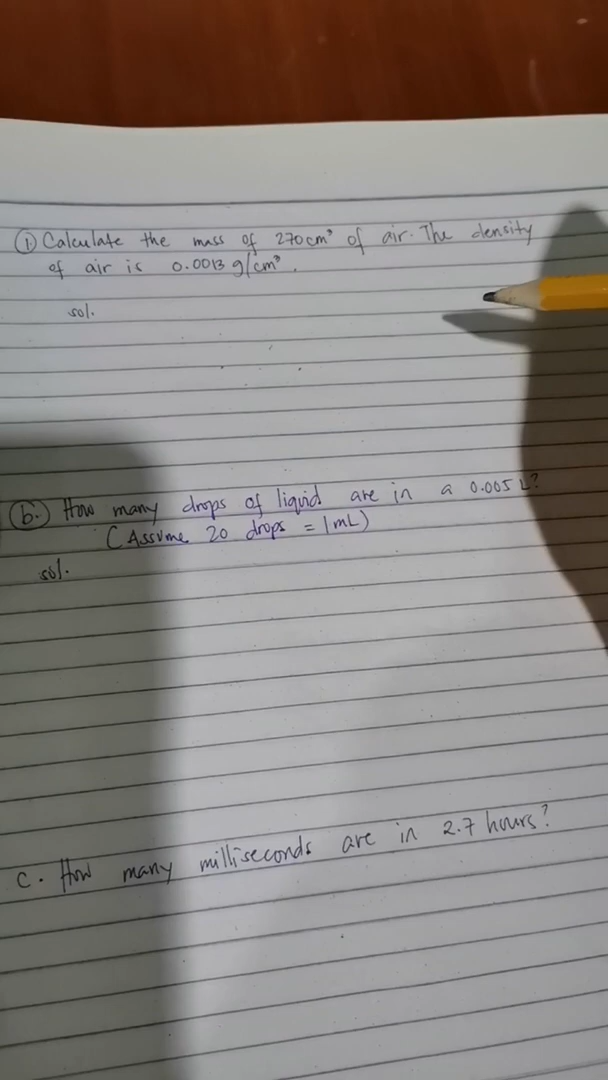 ① Calculate the mass of 270 cm³ of air. The density
of air is 0.0013 g/cm³.
sol.
b. How many drops of liquid are in a 0.005 L?
(Assume 20 drops = 1mL)
sol.
c. How many milliseconds are in 2.7 hours?